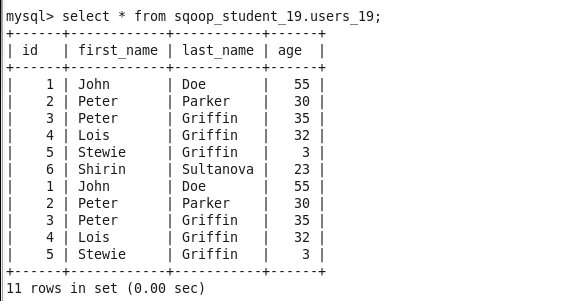 mysql> select * from sqoop_student_19.users_19;
+------+------------+-----------+------+
| id   | first_name | last_name | age  |
+------+------------+-----------+------+
|    1 | John       | Doe       |   55 |
|    2 | Peter      | Parker    |   30 |
|    3 | Peter      | Griffin   |   35 |
|    4 | Lois       | Griffin   |   32 |
|    5 | Stewie     | Griffin   |    3 |
|    6 | Shirin     | Sultanova |   23 |
|    1 | John       | Doe       |   55 |
|    2 | Peter      | Parker    |   30 |
|    3 | Peter      | Griffin   |   35 |
|    4 | Lois       | Griffin   |   32 |
|    5 | Stewie     | Griffin   |    3 |
+------+------------+-----------+------+
11 rows in set (0.00 sec)